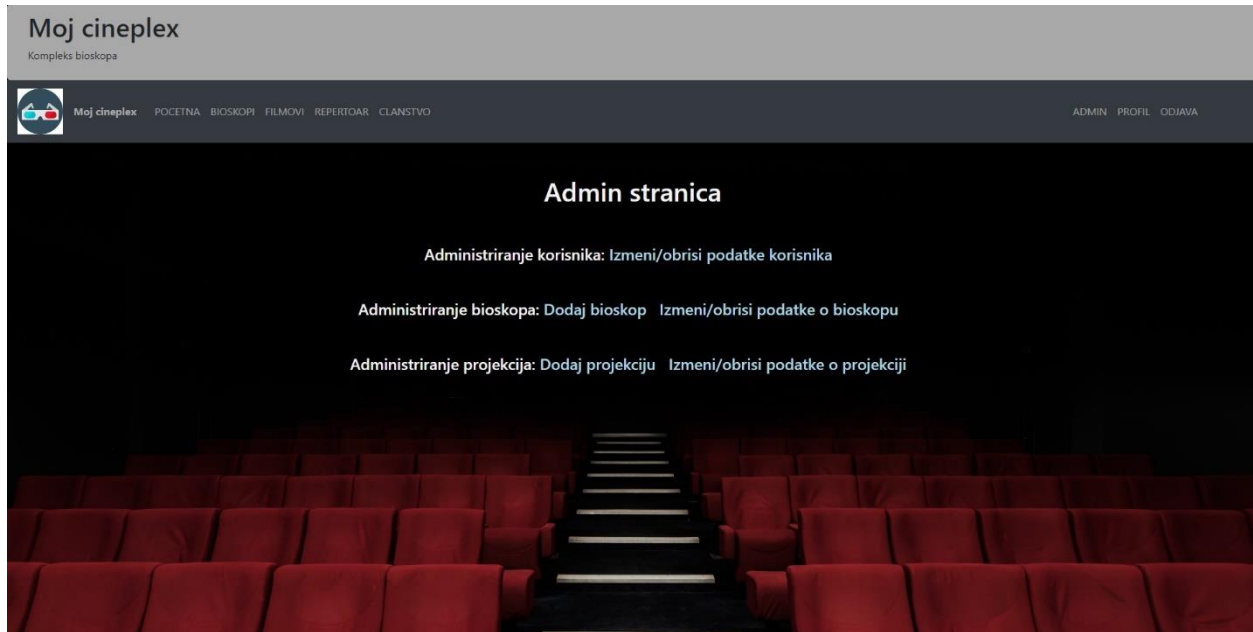 Moj cineplex
Kompleks bioskopa
Moj cineplex POCETNA BIOSKOPI FILMOVI REPERTOAR CLANSTVO ADMIN PROFIL ODJAVA
Admin stranica
Administriranje korisnika: Izmeni/obrisi podatke korisnika
Administriranje bioskopa: Dodaj bioskop Izmeni/obrisi podatke o bioskopu
Administriranje projekcija: Dodaj projekciju Izmeni/obrisi podatke o projekciji